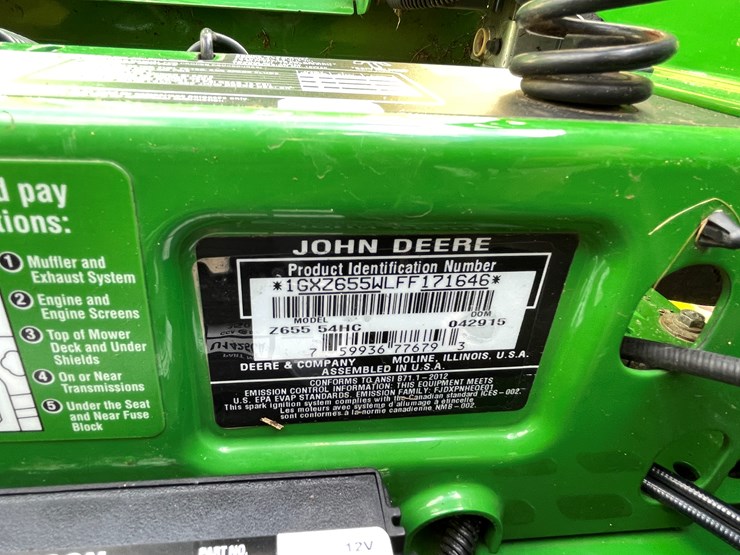 pay
tions:
1 Muffler and
Exhaust System
2 Engine and
Engine Screens
3 Top of Mower
Deck and Under
Shields
4 On or Near
Transmissions
5 Under the Seat
and Near Fuse
Block
JOHN DEERE
Product Identification Number
*1GXZ655WLFF171646*
MODEL DOM
Z655 54HC 042915
7 59936 77679 3
DEERE & COMPANY MOLINE, ILLINOIS, U.S.A.
ASSEMBLED IN U.S.A.
CONFORMS TO ANSI B71.1-2012
EMISSION CONTROL INFORMATION: THIS EQUIPMENT MEETS
U.S. EPA EVAP STANDARDS. EMISSION FAMILY: FJDXPNHEQE01
This spark ignition system complies with the Canadian standard ICES-002.
Les moteurs avec système d'allumage à étincelle
sont conformes à la norme canadienne NMB-002.
PART NO. 12V